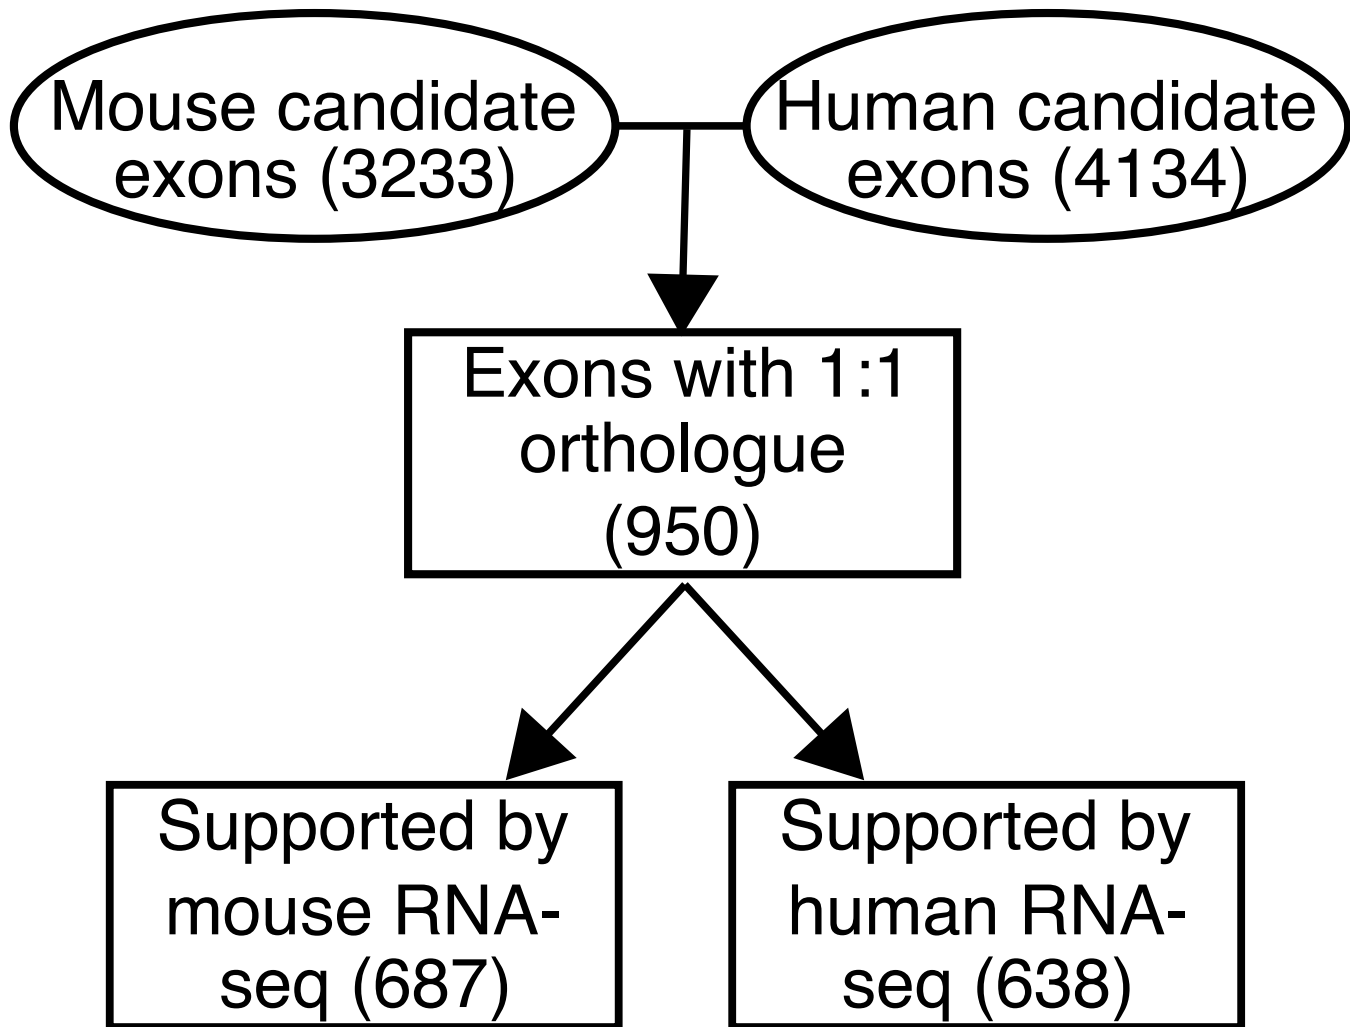 Mouse candidate
exons (3233)
Human candidate
exons (4134)
Exons with 1:1
orthologue
(950)
Supported by
mouse RNA-
seq (687)
Supported by
human RNA-
seq (638)